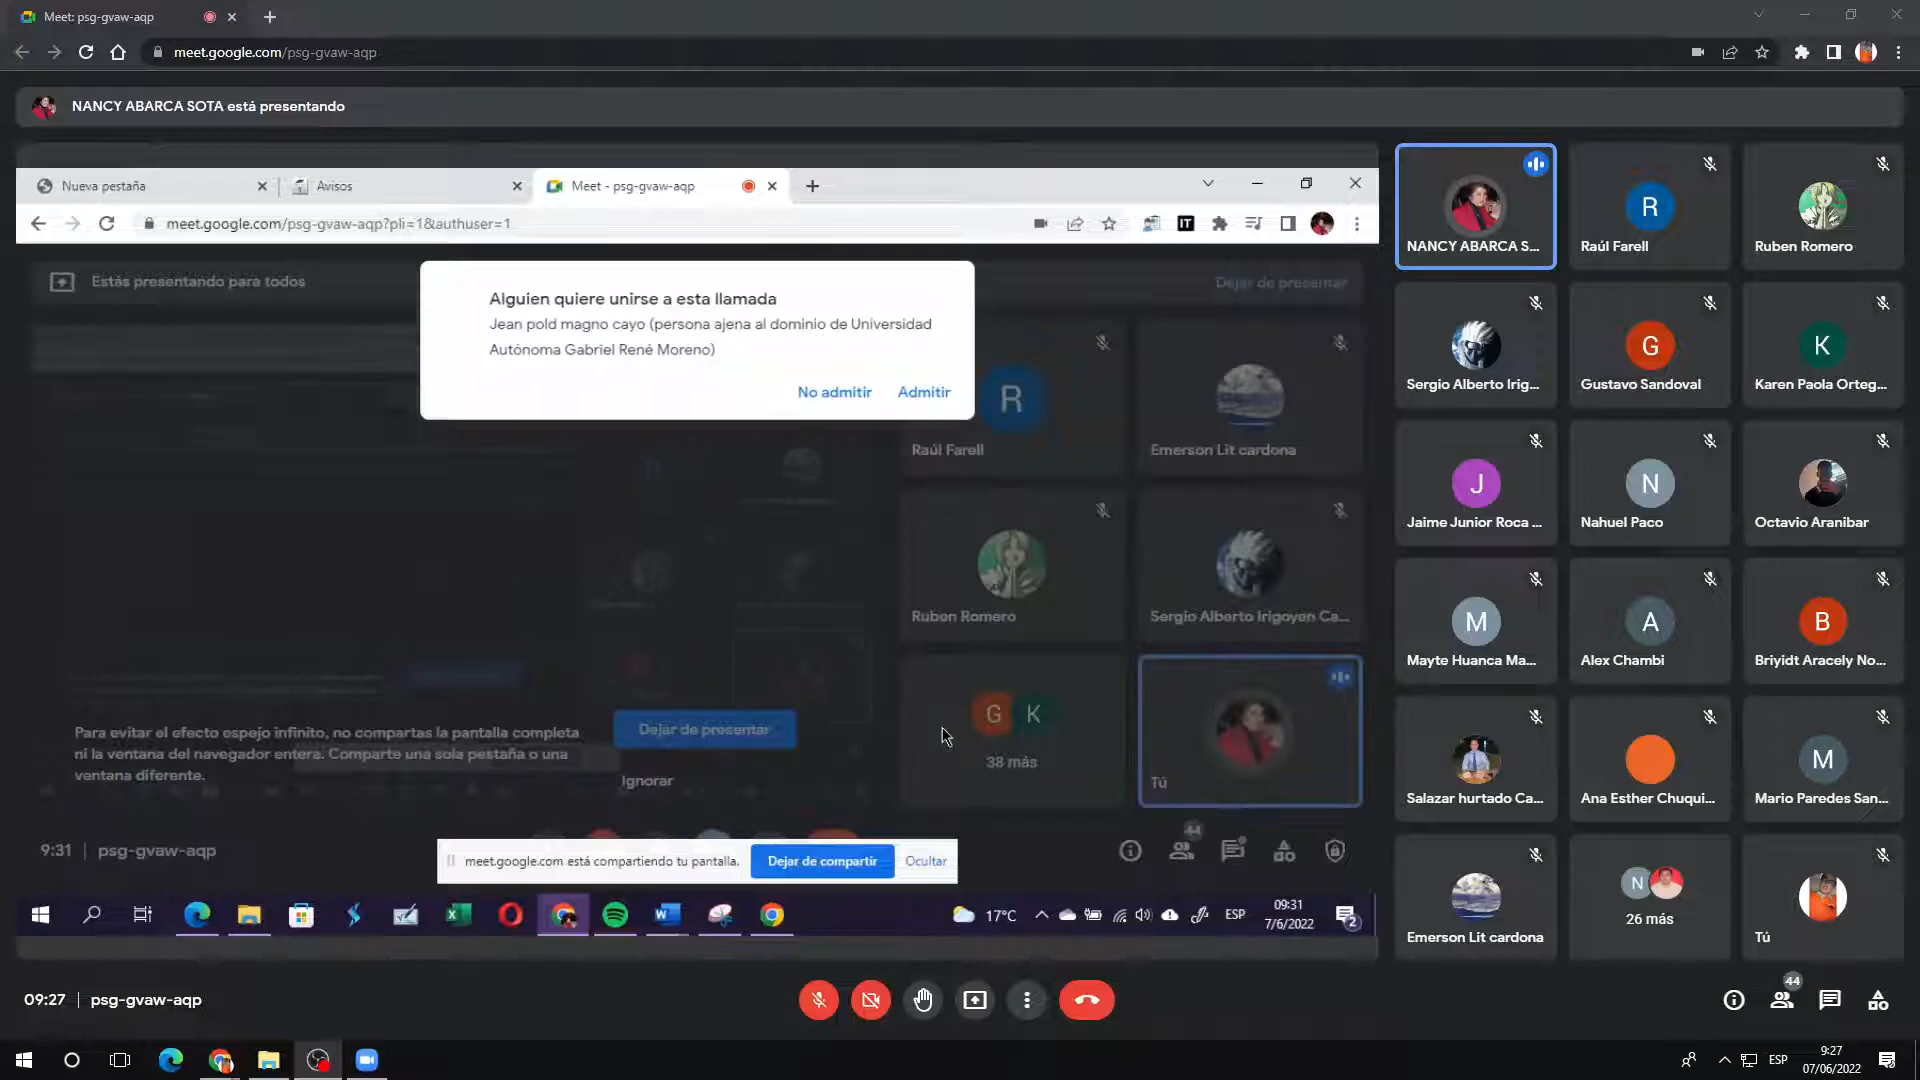 Meet: psg-gvaw-aqp
meet.google.com/psg-gvaw-aqp
NANCY ABARCA SOTA está presentando
Nueva pestaña
Avisos
Meet - psg-gvaw-aqp
meet.google.com/psg-gvaw-aqp?pli=1&authuser=1
IT
Estás presentando para todos
Dejar de presentar
Alguien quiere unirse a esta llamada
Jean pold magno cayo (persona ajena al dominio de Universidad
Autónoma Gabriel René Moreno)
No admitir
Admitir
R
Raúl Farell
Emerson Lit cardona
Ruben Romero
Sergio Alberto Irigoyen Ca...
G
K
38 más
Tú
Para evitar el efecto espejo infinito, no compartas la pantalla completa
ni la ventana del navegador entera. Comparte una sola pestaña o una
ventana diferente.
Dejar de presentar
Ignorar
9:31
psg-gvaw-aqp
meet.google.com está compartiendo tu pantalla.
Dejar de compartir
Ocultar
44
17°C
ESP
09:31
7/6/2022
2
NANCY ABARCA S...
R
Raúl Farell
Ruben Romero
Sergio Alberto Irig...
G
Gustavo Sandoval
K
Karen Paola Orteg...
J
Jaime Junior Roca ...
N
Nahuel Paco
Octavio Aranibar
M
Mayte Huanca Ma...
A
Alex Chambi
B
Briyidt Aracely No...
Salazar hurtado Ca...
Ana Esther Chuqui...
M
Mario Paredes San...
Emerson Lit cardona
N
26 más
Tú
09:27
psg-gvaw-aqp
44
ESP
9:27
07/06/2022